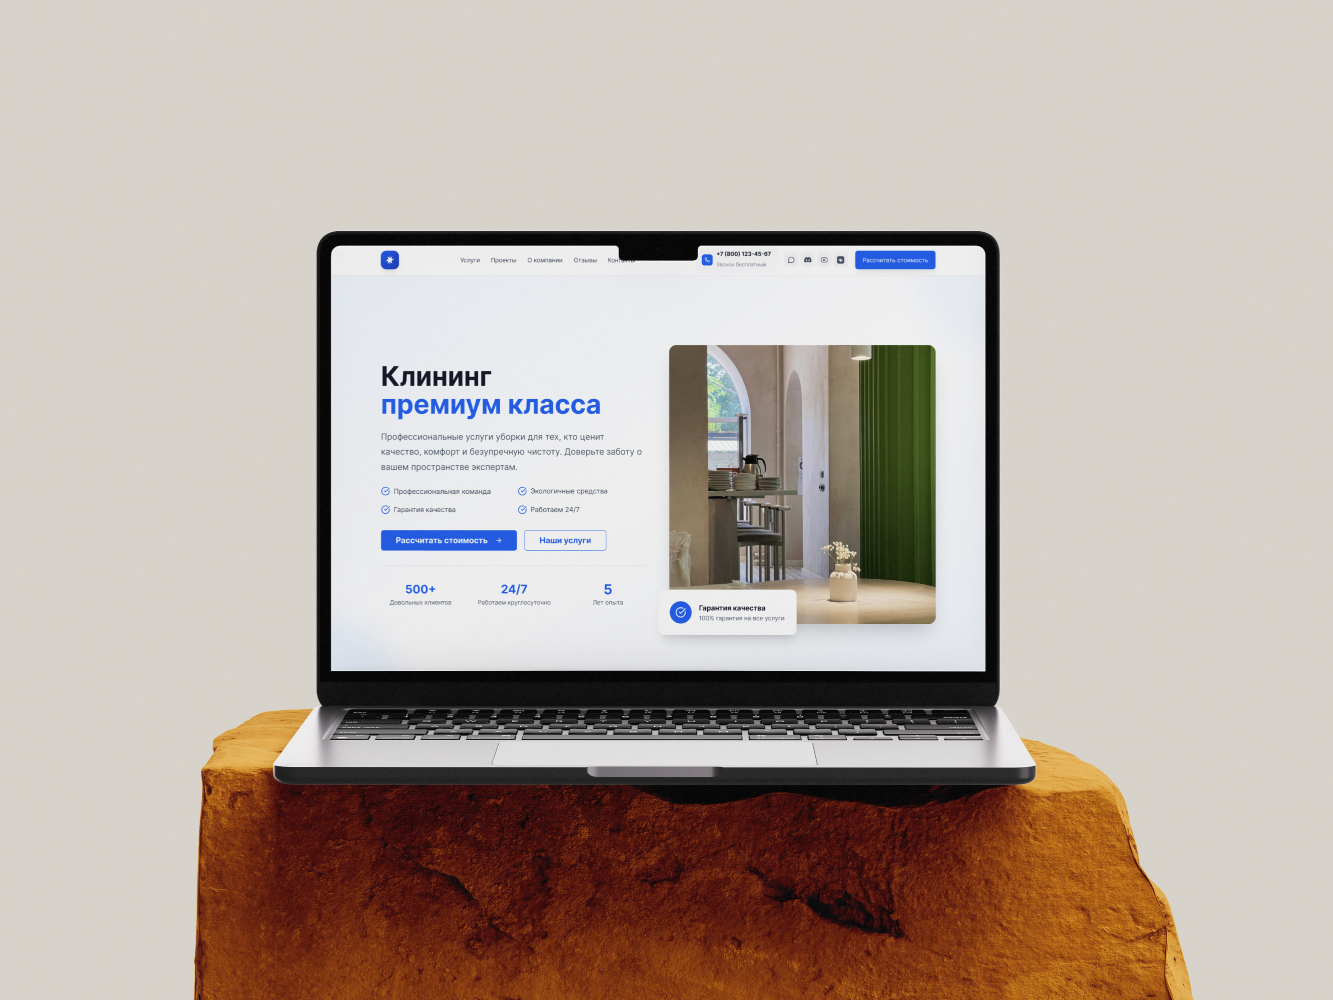 Услуги Проекты О компании Отзывы
+7 (800) 123-45-67
Звонок бесплатный
Рассчитать стоимость
Клининг
премиум класса
Профессиональные услуги уборки для тех, кто ценит
качество, комфорт и безупречную чистоту. Доверьте заботу о
вашем пространстве экспертам.
Профессиональная команда
Экологичные средства
Гарантия качества
Работаем 24/7
Рассчитать стоимость →
Наши услуги
500+
Довольных клиентов
24/7
Работаем круглосуточно
5
Лет опыта
Гарантия качества
100% гарантия на все услуги